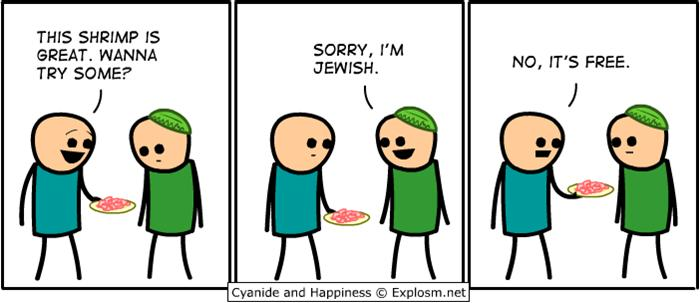 THIS SHRIMP IS
GREAT. WANNA
TRY SOME?
SORRY, I'M
JEWISH.
NO, IT'S FREE.
Cyanide and Happiness © Explosm.net